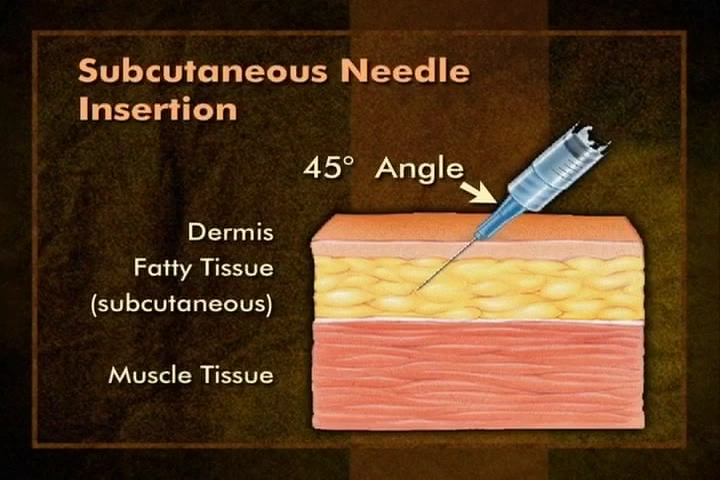 Subcutaneous Needle
Insertion
45° Angle
Dermis
Fatty Tissue
(subcutaneous)
Muscle Tissue